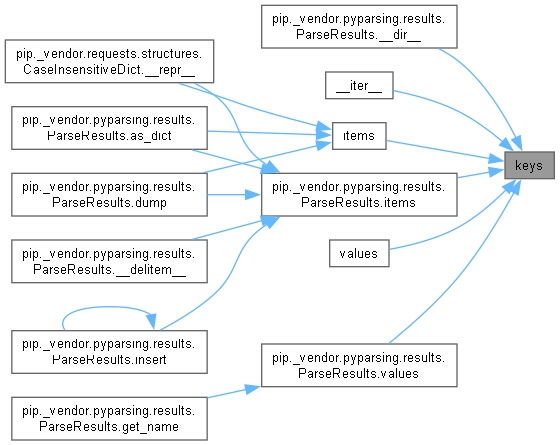 pip._vendor.requests.structures.
CaseInsensitiveDict.__repr__
pip._vendor.pyparsing.results.
ParseResults.as_dict
pip._vendor.pyparsing.results.
ParseResults.dump
pip._vendor.pyparsing.results.
ParseResults.__delitem__
pip._vendor.pyparsing.results.
ParseResults.insert
pip._vendor.pyparsing.results.
ParseResults.get_name
pip._vendor.pyparsing.results.
ParseResults.__dir__
__iter__
items
pip._vendor.pyparsing.results.
ParseResults.items
values
pip._vendor.pyparsing.results.
ParseResults.values
keys